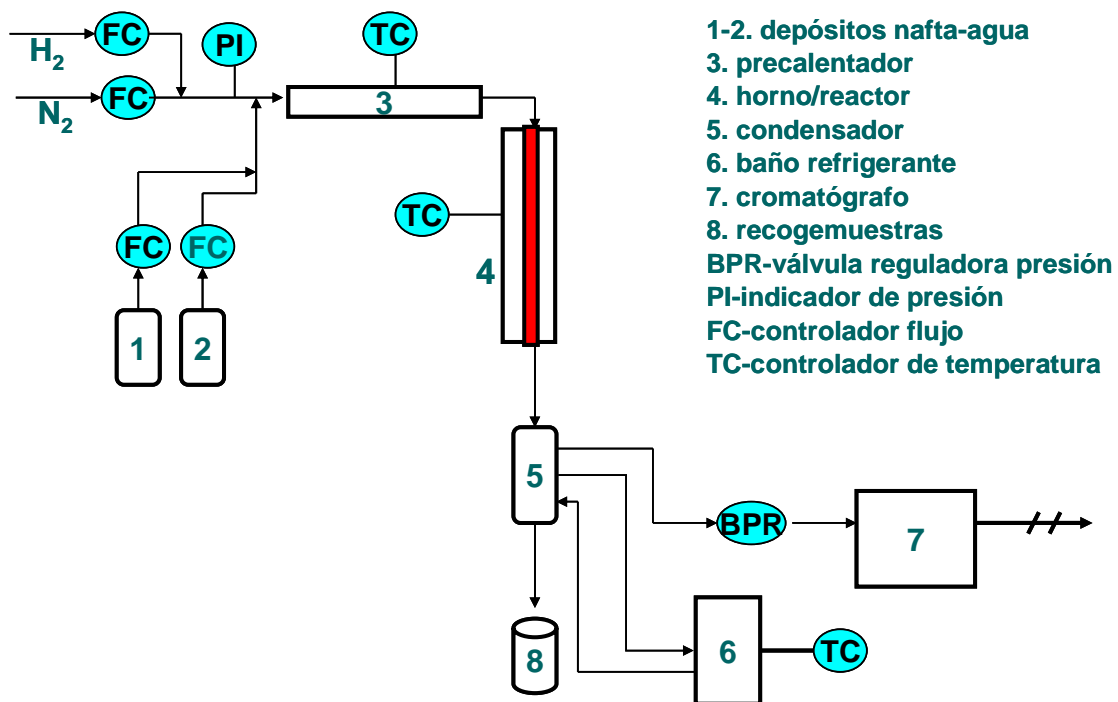 H2
N2
FC
FC
PI
TC
3
TC
4
FC
FC
1
2
5
BPR
7
8
6
TC
1-2. depósitos nafta-agua
3. precalentador
4. horno/reactor
5. condensador
6. baño refrigerante
7. cromatógrafo
8. recogemuestras
BPR-válvula reguladora presión
PI-indicador de presión
FC-controlador flujo
TC-controlador de temperatura